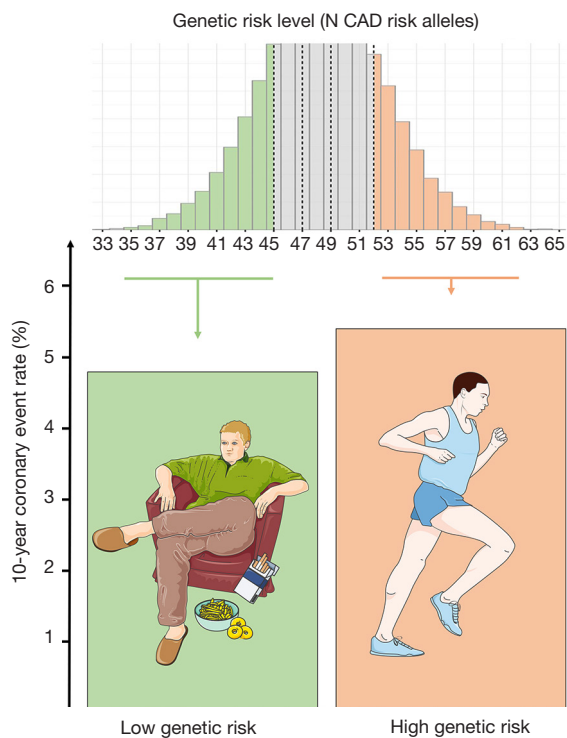 Genetic risk level (N CAD risk alleles)
33 35 37 39 41 43 45 47 49 51 53 55 57 59 61 63 65
10-year coronary event rate (%)
6
5
4
3
2
1
Low genetic risk
High genetic risk